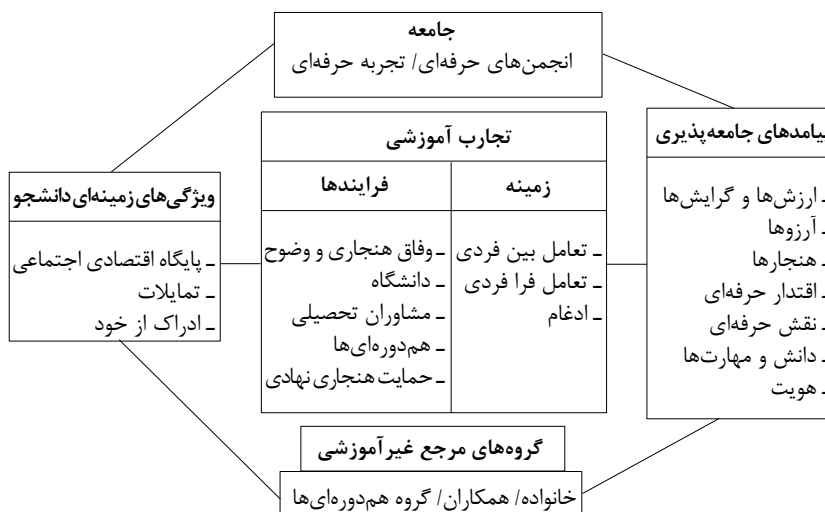 جامعه
انجمن‌های حرفه‌ای/ تجربه حرفه‌ای
پیامدهای جامعه‌پذیری
ـ ارزش‌ها و گرایش‌ها
ـ آرزوها
ـ هنجارها
ـ اقتدار حرفه‌ای
ـ نقش حرفه‌ای
ـ دانش و مهارت‌ها
ـ هویت
تجارب آموزشی
زمینه
ـ تعامل بین فردی
ـ تعامل فرا فردی
ـ ادغام
فرایندها
ـ وفاق هنجاری و وضوح
ـ دانشگاه
ـ مشاوران تحصیلی
ـ هم‌دوره‌ای‌ها
ـ حمایت هنجاری نهادی
ویژگی‌های زمینه‌ای دانشجو
ـ پایگاه اقتصادی اجتماعی
ـ تمایلات
ـ ادراک از خود
گروه‌های مرجع غیرآموزشی
خانواده/ همکاران/ گروه هم‌دوره‌ای‌ها